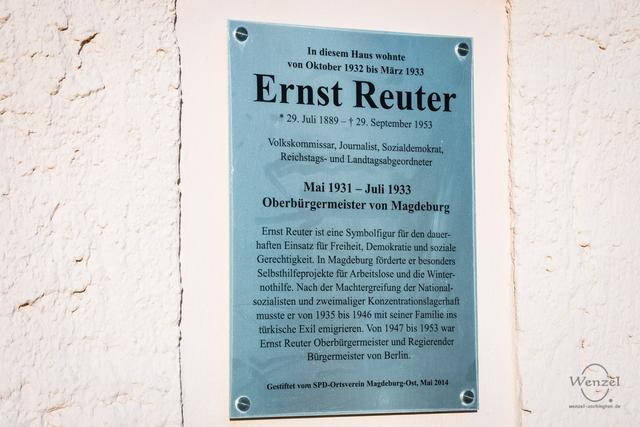 In diesem Haus wohnte
von Oktober 1932 bis März 1933
Ernst Reuter
* 29. Juli 1889 – † 29. September 1953
Volkskommissar, Journalist, Sozialdemokrat,
Reichstags- und Landtagsabgeordneter
Mai 1931 – Juli 1933
Oberbürgermeister von Magdeburg
Ernst Reuter ist eine Symbolfigur für den dauer-
haften Einsatz für Freiheit, Demokratie und soziale
Gerechtigkeit. In Magdeburg förderte er besonders
Selbsthilfeprojekte für Arbeitslose und die Winter-
nothilfe. Nach der Machtergreifung der National-
sozialisten und zweimaliger Konzentrationslagerhaft
musste er von 1935 bis 1946 mit seiner Familie ins
türkische Exil emigrieren. Von 1947 bis 1953 war
Ernst Reuter Oberbürgermeister und Regierender
Bürgermeister von Berlin.
Gestiftet vom SPD-Ortsverein Magdeburg-Ost, Mai 2014
Wenzel
wenzel-oschington.de